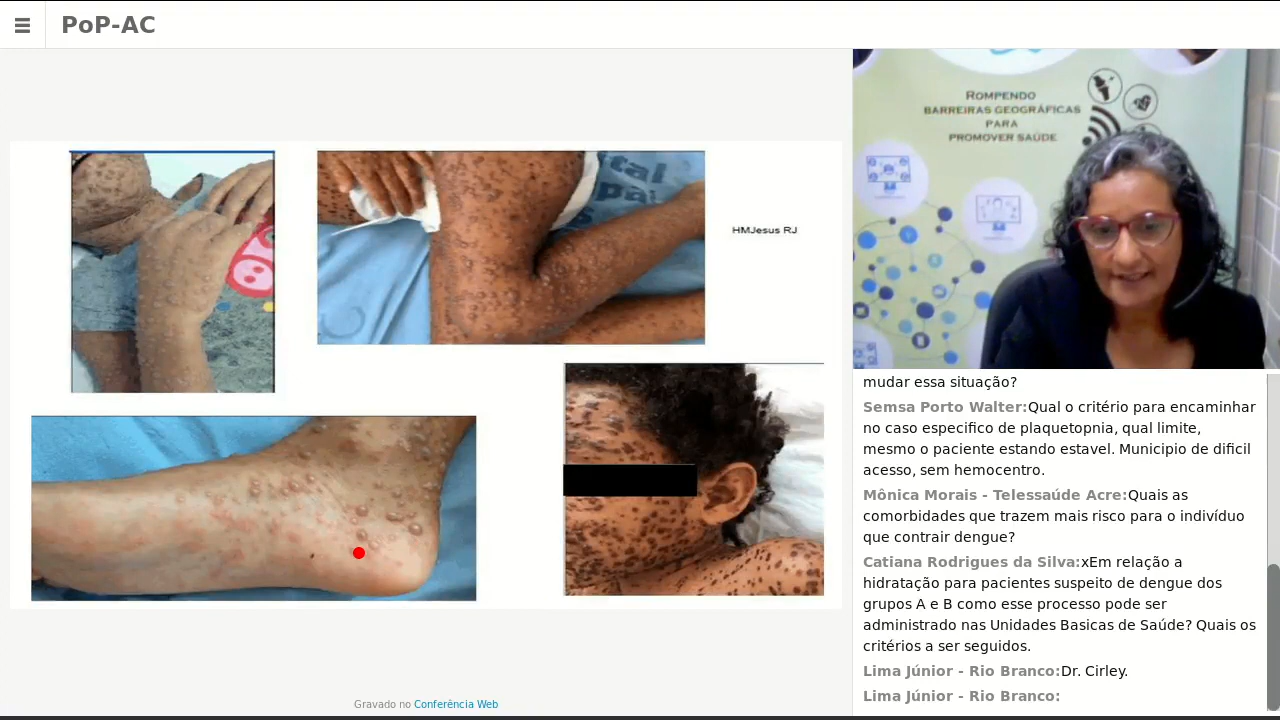 PoP-AC
ROMPENDO
BARREIRAS GEOGRÁFICAS
PARA
PROMOVER SAÚDE
HMJesus RJ
mudar essa situação?
Semsa Porto Walter:Qual o critério para encaminhar
no caso especifico de plaquetopnia, qual limite,
mesmo o paciente estando estavel. Municipio de dificil
acesso, sem hemocentro.
Mônica Morais - Telessaúde Acre:Quais as
comorbidades que trazem mais risco para o indivíduo
que contrair dengue?
Catiana Rodrigues da Silva:xEm relação a
hidratação para pacientes suspeito de dengue dos
grupos A e B como esse processo pode ser
administrado nas Unidades Basicas de Saúde? Quais os
critérios a ser seguidos.
Lima Júnior - Rio Branco:Dr. Cirley.
Lima Júnior - Rio Branco:
Gravado no Conferência Web